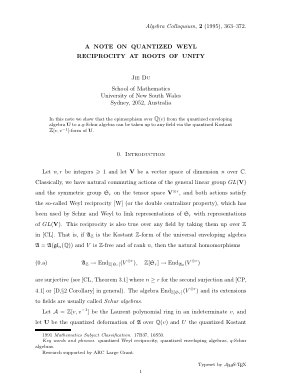 Algebra Colloquium, 2 (1995), 363–372.
A NOTE ON QUANTIZED WEYL
RECIPROCITY AT ROOTS OF UNITY
Jie Du
School of Mathematics
University of New South Wales
Sydney, 2052, Australia
In this note we show that the epimorphism over ℚ(v) from the quantized enveloping
algebra U to a q-Schur algebra can be taken up to any field via the quantized Kostant
ℤ[v, v⁻¹]-form of U.
0. Introduction
Let n, r be integers ⩾ 1 and let V be a vector space of dimension n over ℂ.
Classically, we have natural commuting actions of the general linear group GL(V)
and the symmetric group 𝔖ᵣ on the tensor space V^{⊗r}, and both actions satisfy
the so-called Weyl reciprocity [W] (or the double centralizer property), which has
been used by Schur and Weyl to link representations of 𝔖ᵣ with representations
of GL(V). This reciprocity is also true over any field by taking them up over ℤ
in [CL]. That is, if 𝔄_ℤ is the Kostant ℤ-form of the universal enveloping algebra
𝔄 = 𝔄(gl_n(ℚ)) and V is ℤ-free and of rank n, then the natural homomorphisms
(0.a) 𝔄_ℤ → End_{ℤ[𝔖ᵣ]}(V^{⊗r}), ℤ[𝔖ᵣ] → End_{𝔄_ℤ}(V^{⊗r})
are surjective (see [CL, Theorem 3.1] where n ≥ r for the second surjection and [CP,
4.1] or [D,§2 Corollary] in general). The algebra End_{ℤ[𝔖ᵣ]}(V^{⊗r}) and its extensions
to fields are usually called Schur algebras.
Let 𝒜 = ℤ[v, v⁻¹] be the Laurent polynomial ring in an indeterminate v, and
let U be the quantized deformation of 𝔄 over ℚ(v) and U the quantized Kostant
1991 Mathematics Subject Classification. 17B37, 16S50.
Key words and phrases. quantized Weyl reciprocity, quantized enveloping algebra, q-Schur
algebra.
Research supported by ARC Large Grant.
Typeset by AMS-TEX
1